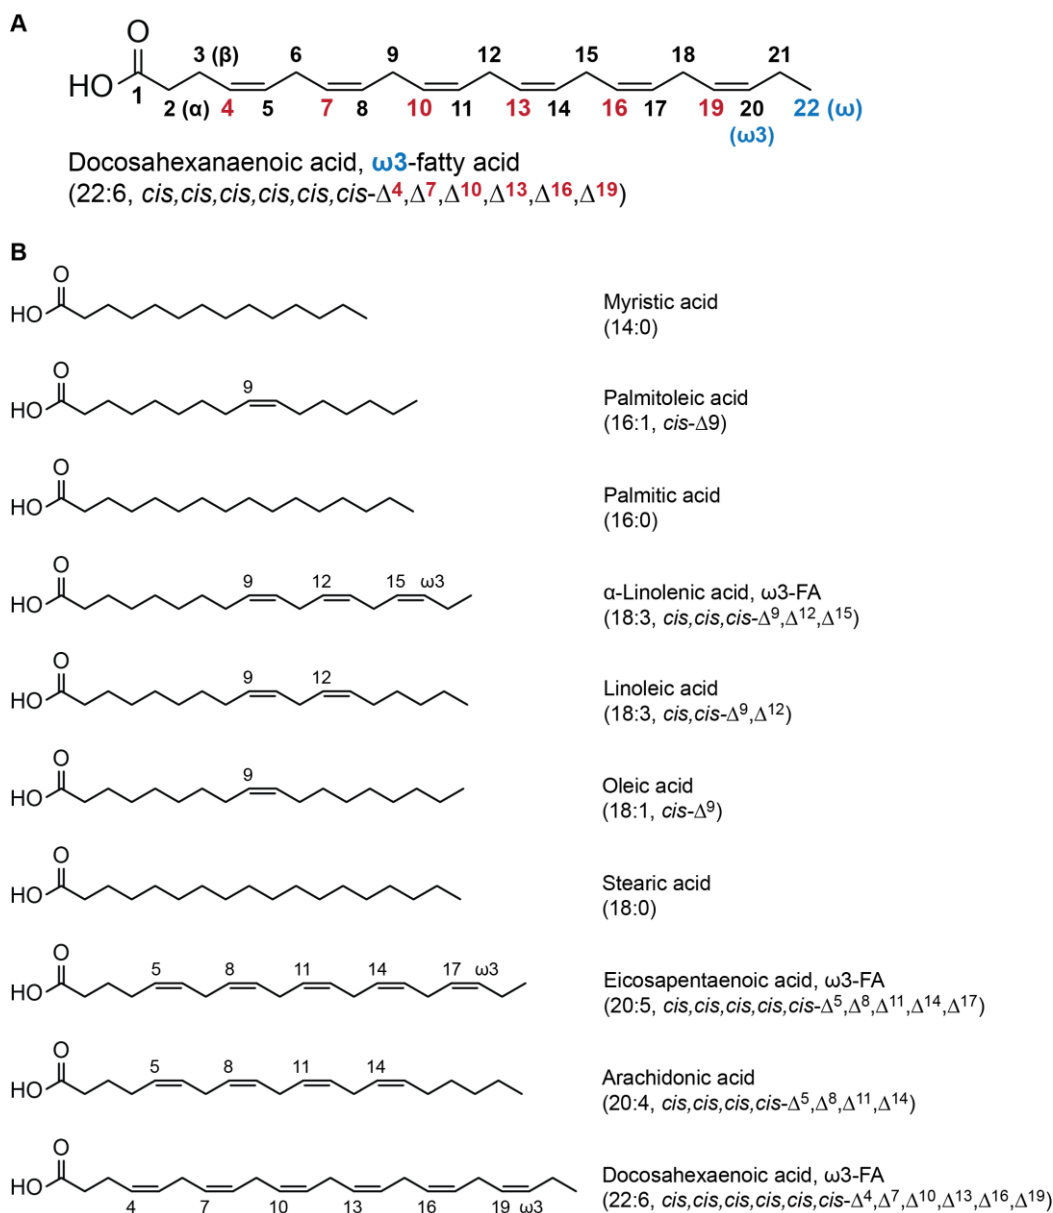 A
O
HO
1
2 (α)
3 (β)
4
5
6
7
8
9
10
11
12
13
14
15
16
17
18
19
20
(ω3)
21
22 (ω)
Docosahexanaenoic acid, ω3-fatty acid
(22:6, cis,cis,cis,cis,cis,cis-Δ⁴,Δ⁷,Δ¹⁰,Δ¹³,Δ¹⁶,Δ¹⁹)
B
O
HO
Myristic acid
(14:0)
O
HO
9
Palmitoleic acid
(16:1, cis-Δ9)
O
HO
Palmitic acid
(16:0)
O
HO
9 12 15 ω3
α-Linolenic acid, ω3-FA
(18:3, cis,cis,cis-Δ⁹,Δ¹²,Δ¹⁵)
O
HO
9 12
Linoleic acid
(18:3, cis,cis-Δ⁹,Δ¹²)
O
HO
9
Oleic acid
(18:1, cis-Δ⁹)
O
HO
Stearic acid
(18:0)
O
HO
5 8 11 14 17 ω3
Eicosapentaenoic acid, ω3-FA
(20:5, cis,cis,cis,cis,cis-Δ⁵,Δ⁸,Δ¹¹,Δ¹⁴,Δ¹⁷)
O
HO
5 8 11 14
Arachidonic acid
(20:4, cis,cis,cis,cis-Δ⁵,Δ⁸,Δ¹¹,Δ¹⁴)
O
HO
4 7 10 13 16 19 ω3
Docosahexaenoic acid, ω3-FA
(22:6, cis,cis,cis,cis,cis,cis-Δ⁴,Δ⁷,Δ¹⁰,Δ¹³,Δ¹⁶,Δ¹⁹)